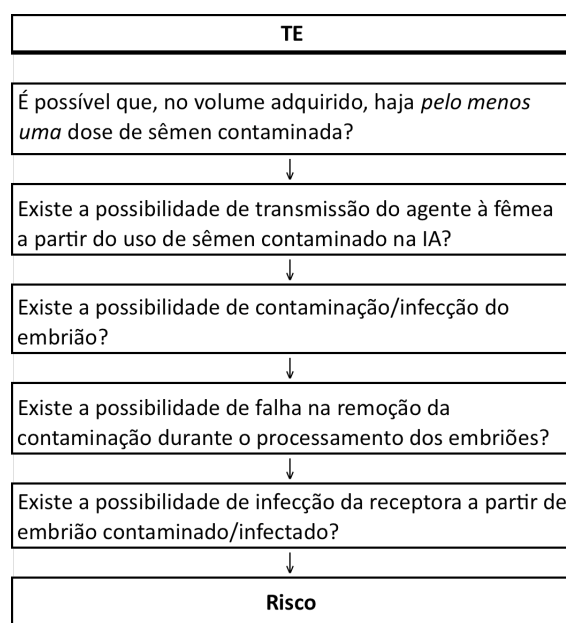 TE
É possível que, no volume adquirido, haja pelo menos
uma dose de sêmen contaminada?
Existe a possibilidade de transmissão do agente à fêmea
a partir do uso de sêmen contaminado na IA?
Existe a possibilidade de contaminação/infecção do
embrião?
Existe a possibilidade de falha na remoção da
contaminação durante o processamento dos embriões?
Existe a possibilidade de infecção da receptora a partir de
embrião contaminado/infectado?
Risco